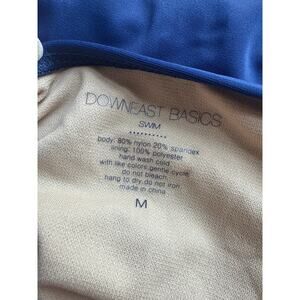 DOWNEAST BASICS
SWIM
body: 80% nylon 20% spandex
lining: 100% polyester
hand wash cold
with like colors gentle cycle
do not bleach.
hang to dry. do not iron
made in china
M